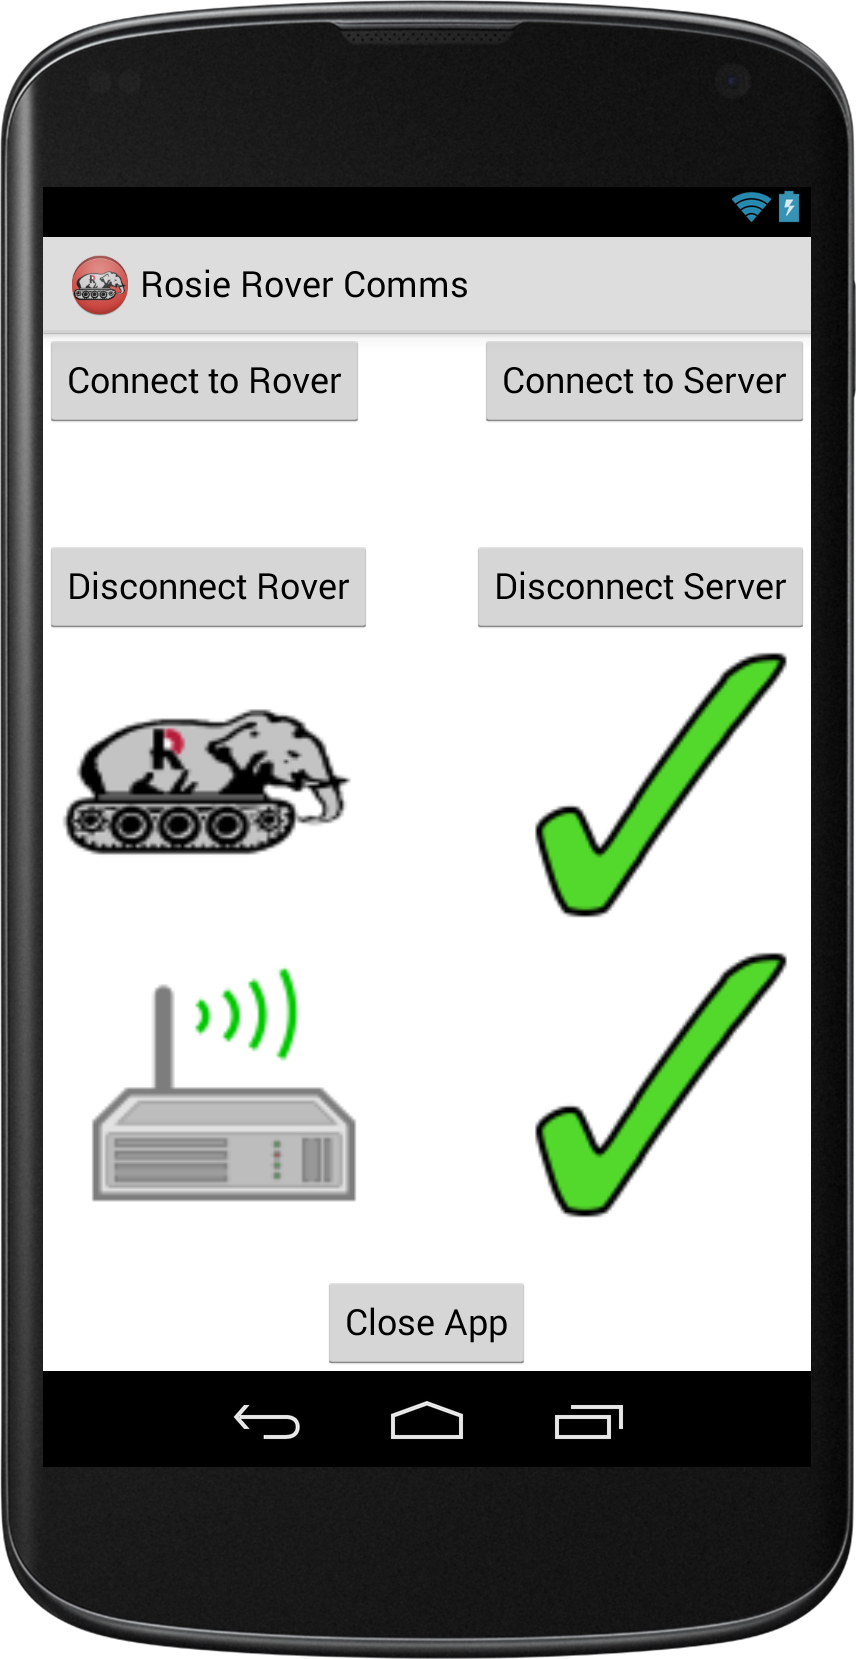 Rosie Rover Comms
Connect to Rover
Connect to Server
Disconnect Rover
Disconnect Server
R
Close App